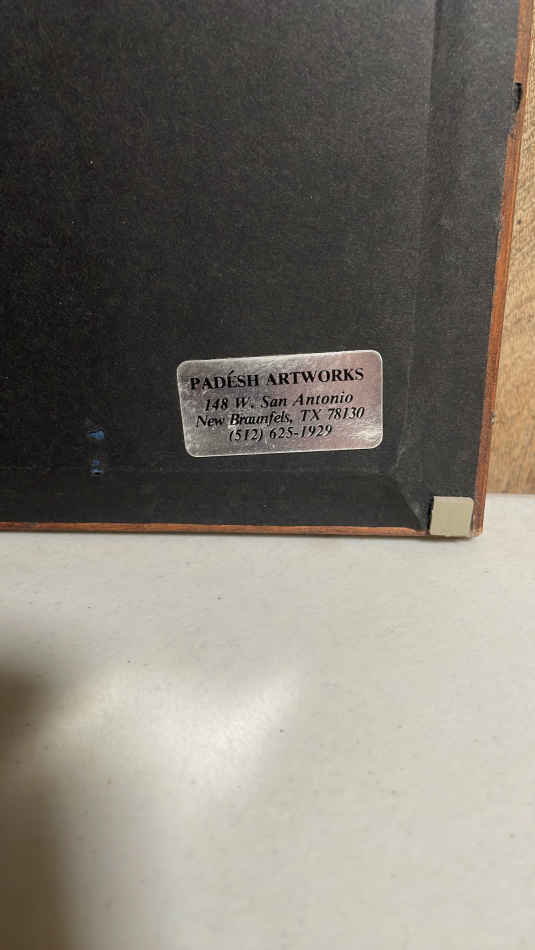 PADÉSH ARTWORKS
148 W. San Antonio
New Braunfels, TX 78130
(512) 625-1929